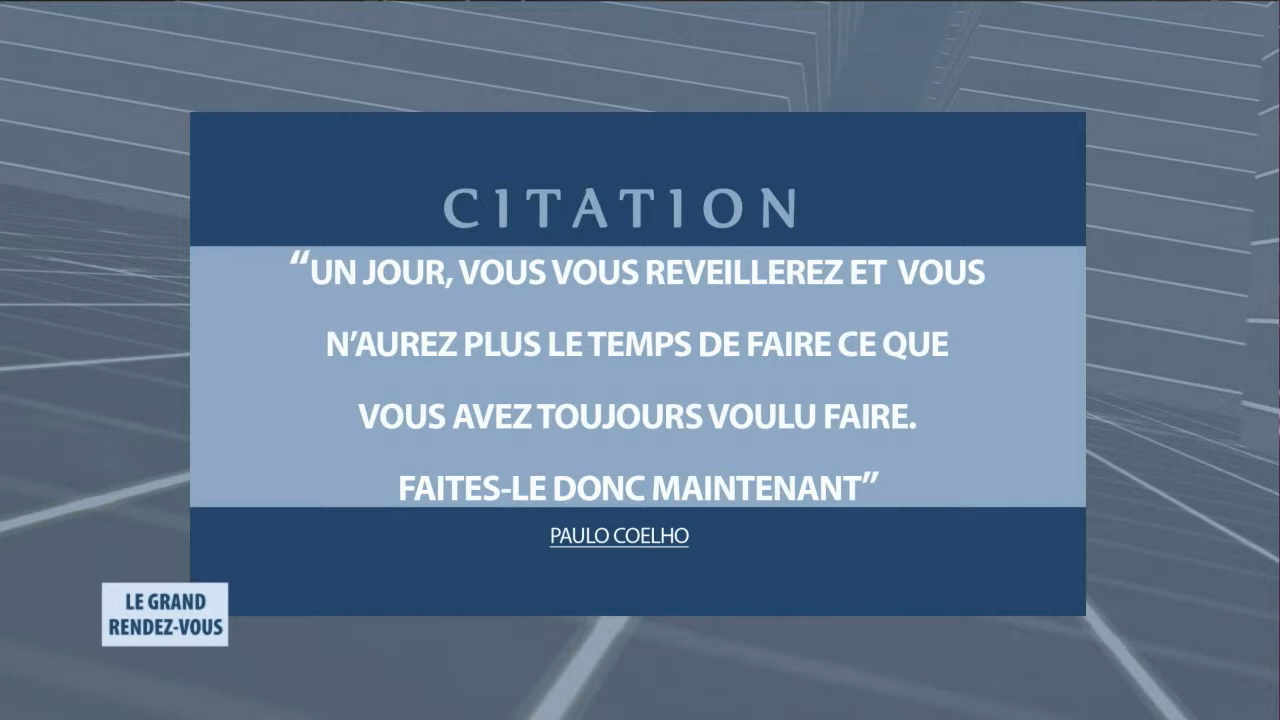 CITATION
“UN JOUR, VOUS VOUS REVEILLEREZ ET VOUS
N’AUREZ PLUS LE TEMPS DE FAIRE CE QUE
VOUS AVEZ TOUJOURS VOULU FAIRE.
FAITES-LE DONC MAINTENANT”
PAULO COELHO
LE GRAND
RENDEZ-VOUS